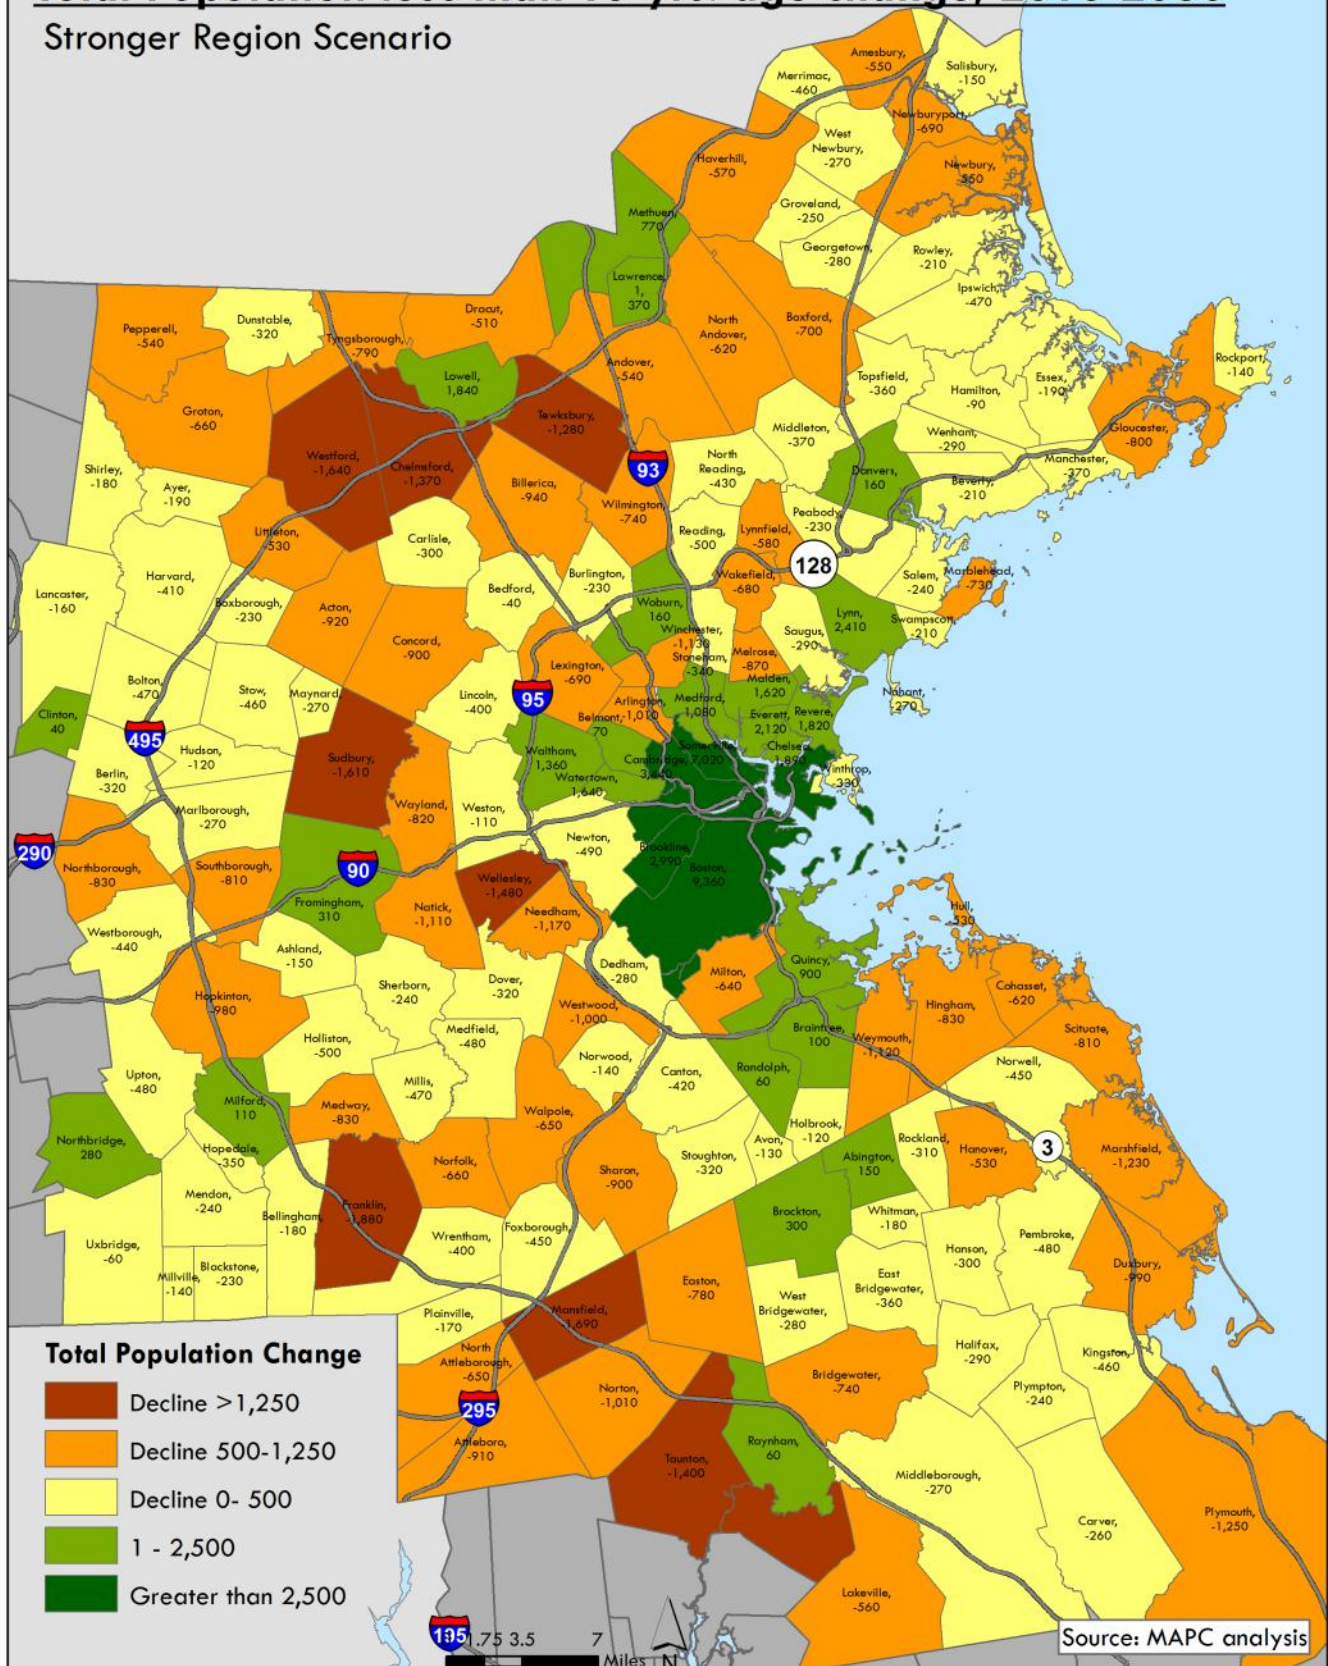 Stronger Region Scenario
Amesbury,
-550
Salisbury,
-150
Merrimac,
-460
Newburyport,
-690
West
Newbury,
-270
Haverhill,
-570
Newbury,
-550
Groveland,
-250
Methuen,
770
Georgetown,
-280
Rowley,
-210
Lawrence,
1,
370
Ipswich,
-470
Pepperell,
-540
Dunstable,
-320
Dracut,
-510
Tyngsborough,
-790
North
Andover,
-620
Boxford,
-700
Rockport,
-140
Andover,
-540
Lowell,
1,840
Topsfield,
-360
Hamilton,
-90
Essex,
-190
Groton,
-660
Tewksbury,
-1,280
Middleton,
-370
Wenham,
-290
Gloucester,
-800
Westford,
-1,640
Chelmsford,
-1,370
93
North
Reading,
-430
Danvers,
160
Manchester,
-370
Shirley,
-180
Ayer,
-190
Billerica,
-940
Beverly,
-210
Wilmington,
-740
Peabody,
-230
Littleton,
-530
Carlisle,
-300
Reading,
-500
Lynnfield,
-580
128
Lancaster,
-160
Harvard,
-410
Boxborough,
-230
Acton,
-920
Bedford,
-40
Burlington,
-230
Wakefield,
-680
Salem,
-240
Marblehead,
-730
Woburn,
160
Lynn,
2,410
Swampscott,
-210
Concord,
-900
Winchester,
-1,130
Saugus,
-290
Stoneham,
-340
Melrose,
-870
Lexington,
-690
Bolton,
-470
Stow,
-460
Maynard,
-270
Lincoln,
-400
95
Malden,
1,620
Nahant,
-270
Clinton,
40
Arlington,
-1,010
Medford,
1,080
Everett,
2,120
Revere,
1,820
Belmont,
70
495
Hudson,
-120
Sudbury,
-1,610
Waltham,
1,360
Cambridge,
3,440
Somerville,
7,020
Chelsea,
1,890
Berlin,
-320
Watertown,
1,640
Winthrop,
-330
Marlborough,
-270
Wayland,
-820
Weston,
-110
Newton,
-490
290
Northborough,
-830
Southborough,
-810
90
Brookline,
2,990
Boston,
9,360
Framingham,
310
Natick,
-1,110
Wellesley,
-1,480
Needham,
-1,170
Hull,
-530
Westborough,
-440
Ashland,
-150
Dedham,
-280
Quincy,
900
Sherborn,
-240
Dover,
-320
Milton,
-640
Cohasset,
-620
Hopkinton,
-980
Westwood,
-1,000
Hingham,
-830
Scituate,
-810
Holliston,
-500
Medfield,
-480
Braintree,
100
Weymouth,
-1,120
Norwood,
-140
Canton,
-420
Randolph,
60
Norwell,
-450
Upton,
-480
Millis,
-470
Milford,
110
Medway,
-830
Walpole,
-650
Holbrook,
-120
Northbridge,
280
Hopedale,
-350
Avon,
-130
Rockland,
-310
Hanover,
-530
3
Marshfield,
-1,230
Norfolk,
-660
Sharon,
-900
Stoughton,
-320
Abington,
150
Mendon,
-240
Franklin,
-1,880
Bellingham,
-180
Brockton,
300
Whitman,
-180
Wrentham,
-400
Foxborough,
-450
Pembroke,
-480
Uxbridge,
-60
Hanson,
-300
Millville,
-140
Blackstone,
-230
Easton,
-780
East
Bridgewater,
-360
Duxbury,
-990
West
Bridgewater,
-280
Plainville,
-170
Mansfield,
-1,690
North
Attleborough,
-650
Halifax,
-290
Kingston,
-460
Bridgewater,
-740
Norton,
-1,010
Plympton,
-240
295
Attleboro,
-910
Raynham,
60
Taunton,
-1,400
Middleborough,
-270
Carver,
-260
Plymouth,
-1,250
Lakeville,
-560
Total Population Change
Decline >1,250
Decline 500-1,250
Decline 0- 500
1 - 2,500
Greater than 2,500
195
1.75 3.5 7
Miles
N
Source: MAPC analysis